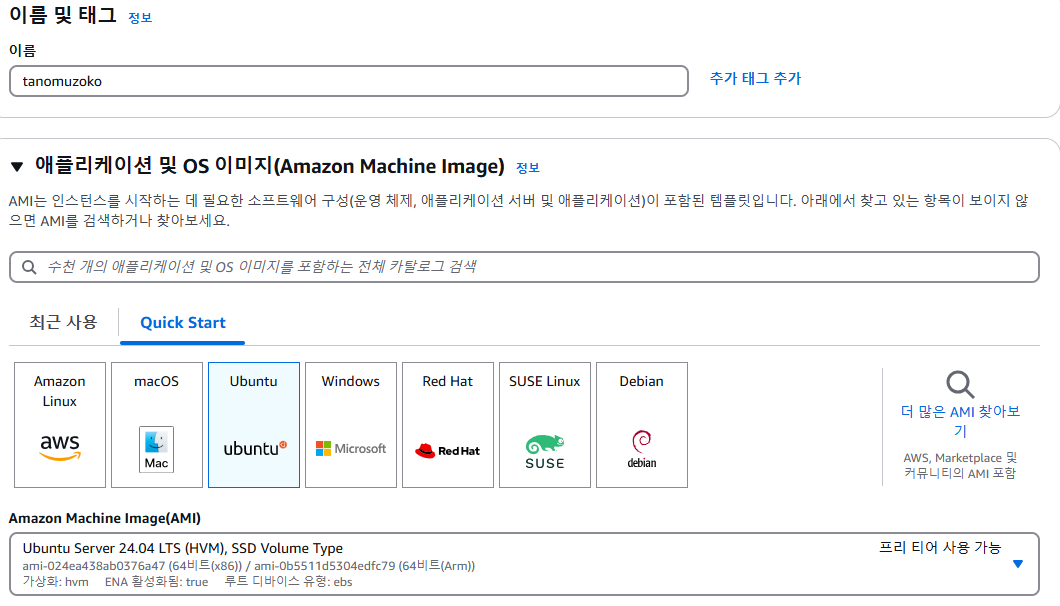 이름 및 태그 정보
이름
tanomuzoko
추가 태그 추가
애플리케이션 및 OS 이미지(Amazon Machine Image) 정보
AMI는 인스턴스를 시작하는 데 필요한 소프트웨어 구성(운영 체제, 애플리케이션 서버 및 애플리케이션)이 포함된 템플릿입니다. 아래에서 찾고 있는 항목이 보이지 않
으면 AMI를 검색하거나 찾아보세요.
수천 개의 애플리케이션 및 OS 이미지를 포함하는 전체 카탈로그 검색
최근 사용
Quick Start
Amazon
Linux
aws
macOS
Mac
Ubuntu
ubuntu
Windows
Microsoft
Red Hat
Red Hat
SUSE Linux
SUSE
Debian
debian
더 많은 AMI 찾아보
기
AWS, Marketplace 및
커뮤니티의 AMI 포함
Amazon Machine Image(AMI)
Ubuntu Server 24.04 LTS (HVM), SSD Volume Type
프리 티어 사용 가능
ami-024ea438ab0376a47 (64비트(x86)) / ami-0b5511d5304edfc79 (64비트(Arm))
가상화: hvm ENA 활성화됨: true 루트 디바이스 유형: ebs